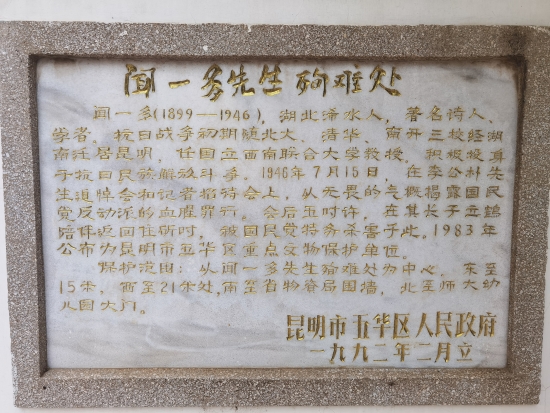 闻一多先生殉难处
闻一多(1899—1946)，湖北浠水人，著名诗人、
学者，抗日战争初期随北大、清华、南开三校经湖
南迁居昆明，任国立西南联合大学教授，积极投身
于抗日民族解放斗争。1946年7月15日，在李公朴先
生追悼会和记者招待会上，以无畏的气概揭露国民
党反动派的血腥罪行，会后五时许，在其长子立鹤
陪伴返回住所时，被国民党特务杀害于此。1983年
公布为昆明市五华区重点文物保护单位。
保护范围：从闻一多先生殉难处为中心，东至
15米，西至21米处，南至省物资局围墙，北至师大幼
儿园大门。
昆明市五华区人民政府
一九九二年二月立